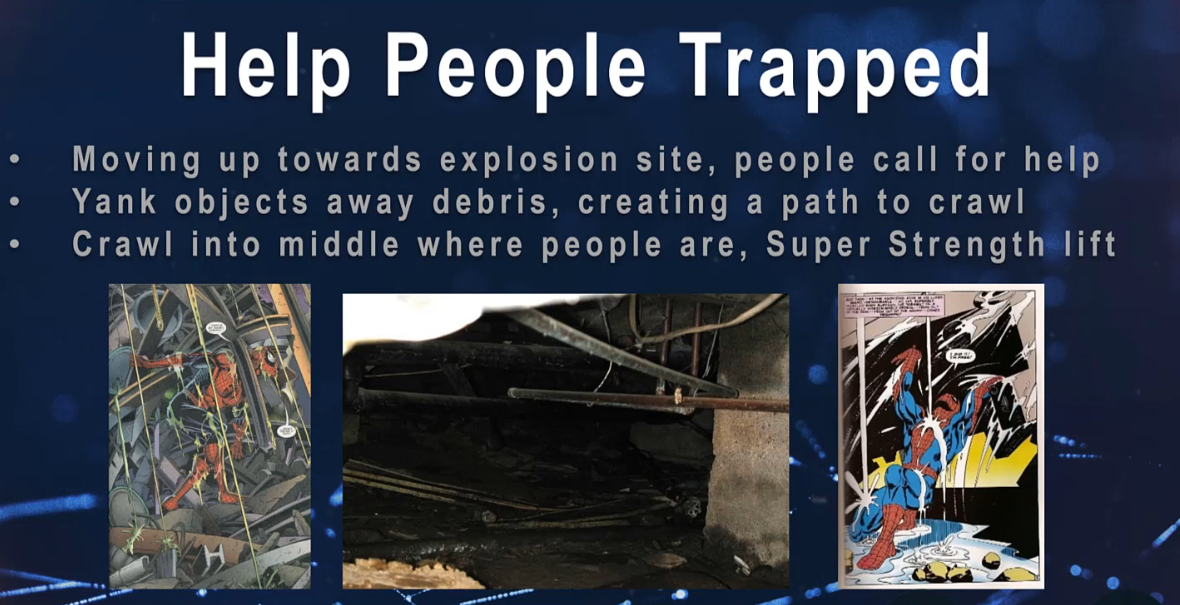 Help People Trapped
• Moving up towards explosion site, people call for help
• Yank objects away debris, creating a path to crawl
• Crawl into middle where people are, Super Strength lift